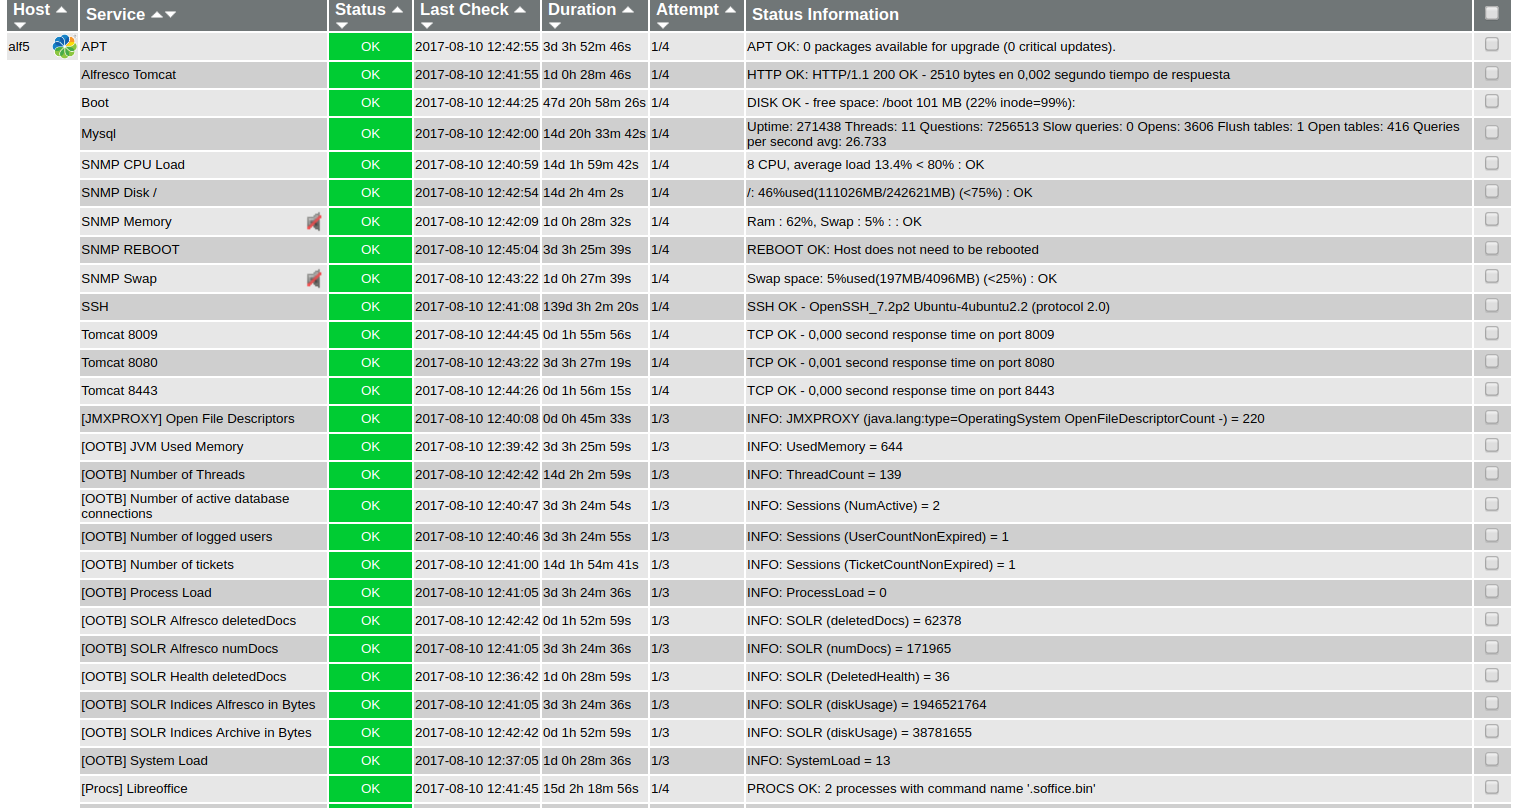 Host Service Status Last Check Duration Attempt Status Information
alf5 APT OK 2017-08-10 12:42:55 3d 3h 52m 46s 1/4 APT OK: 0 packages available for upgrade (0 critical updates).
Alfresco Tomcat OK 2017-08-10 12:41:55 1d 0h 28m 46s 1/4 HTTP OK: HTTP/1.1 200 OK - 2510 bytes en 0,002 segundo tiempo de respuesta
Boot OK 2017-08-10 12:44:25 47d 20h 58m 26s 1/4 DISK OK - free space: /boot 101 MB (22% inode=99%):
Mysql OK 2017-08-10 12:42:00 14d 20h 33m 42s 1/4 Uptime: 271438 Threads: 11 Questions: 7256513 Slow queries: 0 Opens: 3606 Flush tables: 1 Open tables: 416 Queries
per second avg: 26.733
SNMP CPU Load OK 2017-08-10 12:40:59 14d 1h 59m 42s 1/4 8 CPU, average load 13.4% < 80% : OK
SNMP Disk / OK 2017-08-10 12:42:54 14d 2h 4m 2s 1/4 /: 46%used(111026MB/242621MB) (<75%) : OK
SNMP Memory OK 2017-08-10 12:42:09 1d 0h 28m 32s 1/4 Ram : 62%, Swap : 5% : : OK
SNMP REBOOT OK 2017-08-10 12:45:04 3d 3h 25m 39s 1/4 REBOOT OK: Host does not need to be rebooted
SNMP Swap OK 2017-08-10 12:43:22 1d 0h 27m 39s 1/4 Swap space: 5%used(197MB/4096MB) (<25%) : OK
SSH OK 2017-08-10 12:41:08 139d 3h 2m 20s 1/4 SSH OK - OpenSSH_7.2p2 Ubuntu-4ubuntu2.2 (protocol 2.0)
Tomcat 8009 OK 2017-08-10 12:44:45 0d 1h 55m 56s 1/4 TCP OK - 0,000 second response time on port 8009
Tomcat 8080 OK 2017-08-10 12:43:22 3d 3h 27m 19s 1/4 TCP OK - 0,001 second response time on port 8080
Tomcat 8443 OK 2017-08-10 12:44:26 0d 1h 56m 15s 1/4 TCP OK - 0,000 second response time on port 8443
[JMXPROXY] Open File Descriptors OK 2017-08-10 12:40:08 0d 0h 45m 33s 1/3 INFO: JMXPROXY (java.lang:type=OperatingSystem OpenFileDescriptorCount -) = 220
[OOTB] JVM Used Memory OK 2017-08-10 12:39:42 3d 3h 25m 59s 1/3 INFO: UsedMemory = 644
[OOTB] Number of Threads OK 2017-08-10 12:42:42 14d 2h 2m 59s 1/3 INFO: ThreadCount = 139
[OOTB] Number of active database
connections OK 2017-08-10 12:40:47 3d 3h 24m 54s 1/3 INFO: Sessions (NumActive) = 2
[OOTB] Number of logged users OK 2017-08-10 12:40:46 3d 3h 24m 55s 1/3 INFO: Sessions (UserCountNonExpired) = 1
[OOTB] Number of tickets OK 2017-08-10 12:41:00 14d 1h 54m 41s 1/3 INFO: Sessions (TicketCountNonExpired) = 1
[OOTB] Process Load OK 2017-08-10 12:41:05 3d 3h 24m 36s 1/3 INFO: ProcessLoad = 0
[OOTB] SOLR Alfresco deletedDocs OK 2017-08-10 12:42:42 0d 1h 52m 59s 1/3 INFO: SOLR (deletedDocs) = 62378
[OOTB] SOLR Alfresco numDocs OK 2017-08-10 12:41:05 3d 3h 24m 36s 1/3 INFO: SOLR (numDocs) = 171965
[OOTB] SOLR Health deletedDocs OK 2017-08-10 12:36:42 1d 0h 28m 59s 1/3 INFO: SOLR (DeletedHealth) = 36
[OOTB] SOLR Indices Alfresco in Bytes OK 2017-08-10 12:41:05 3d 3h 24m 36s 1/3 INFO: SOLR (diskUsage) = 1946521764
[OOTB] SOLR Indices Archive in Bytes OK 2017-08-10 12:42:42 0d 1h 52m 59s 1/3 INFO: SOLR (diskUsage) = 38781655
[OOTB] System Load OK 2017-08-10 12:37:05 1d 0h 28m 36s 1/3 INFO: SystemLoad = 13
[Procs] Libreoffice OK 2017-08-10 12:41:45 15d 2h 18m 56s 1/4 PROCS OK: 2 processes with command name '.soffice.bin'